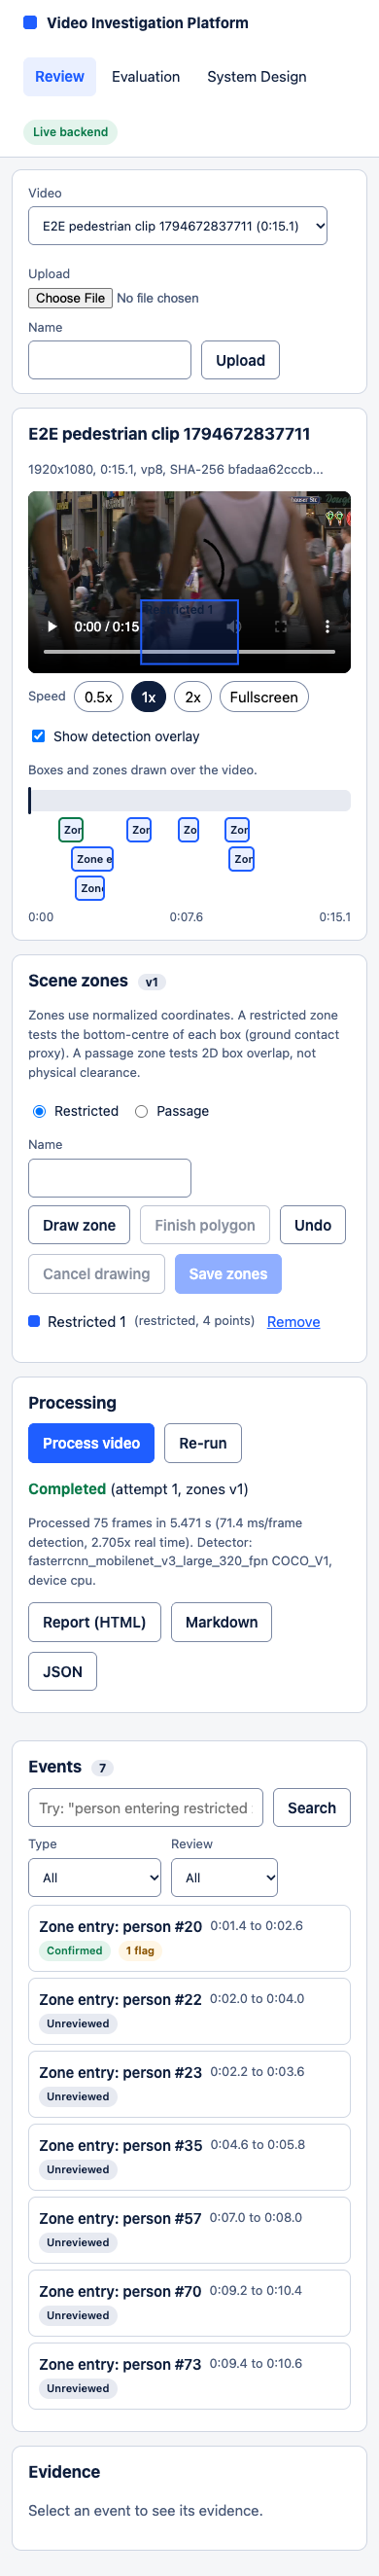 Video Investigation Platform
Review Evaluation System Design
Live backend
Video
E2E pedestrian clip 1794672837711 (0:15.1)
Upload
Choose File No file chosen
Name
Upload
E2E pedestrian clip 1794672837711
1920x1080, 0:15.1, vp8, SHA-256 bfadaa62cccb...
Restricted 1
0:00 / 0:15
Speed 0.5x 1x 2x Fullscreen
Show detection overlay
Boxes and zones drawn over the video.
Zor Zor Zo Zor
Zone e Zor
Zone
0:00 0:07.6 0:15.1
Scene zones v1
Zones use normalized coordinates. A restricted zone
tests the bottom-centre of each box (ground contact
proxy). A passage zone tests 2D box overlap, not
physical clearance.
Restricted Passage
Name
Draw zone Finish polygon Undo
Cancel drawing Save zones
Restricted 1 (restricted, 4 points) Remove
Processing
Process video Re-run
Completed (attempt 1, zones v1)
Processed 75 frames in 5.471 s (71.4 ms/frame
detection, 2.705x real time). Detector:
fasterrcnn_mobilenet_v3_large_320_fpn COCO_V1,
device cpu.
Report (HTML) Markdown
JSON
Events 7
Try: "person entering restricted Search
Type Review
All All
Zone entry: person #20 0:01.4 to 0:02.6
Confirmed 1 flag
Zone entry: person #22 0:02.0 to 0:04.0
Unreviewed
Zone entry: person #23 0:02.2 to 0:03.6
Unreviewed
Zone entry: person #35 0:04.6 to 0:05.8
Unreviewed
Zone entry: person #57 0:07.0 to 0:08.0
Unreviewed
Zone entry: person #70 0:09.2 to 0:10.4
Unreviewed
Zone entry: person #73 0:09.4 to 0:10.6
Unreviewed
Evidence
Select an event to see its evidence.